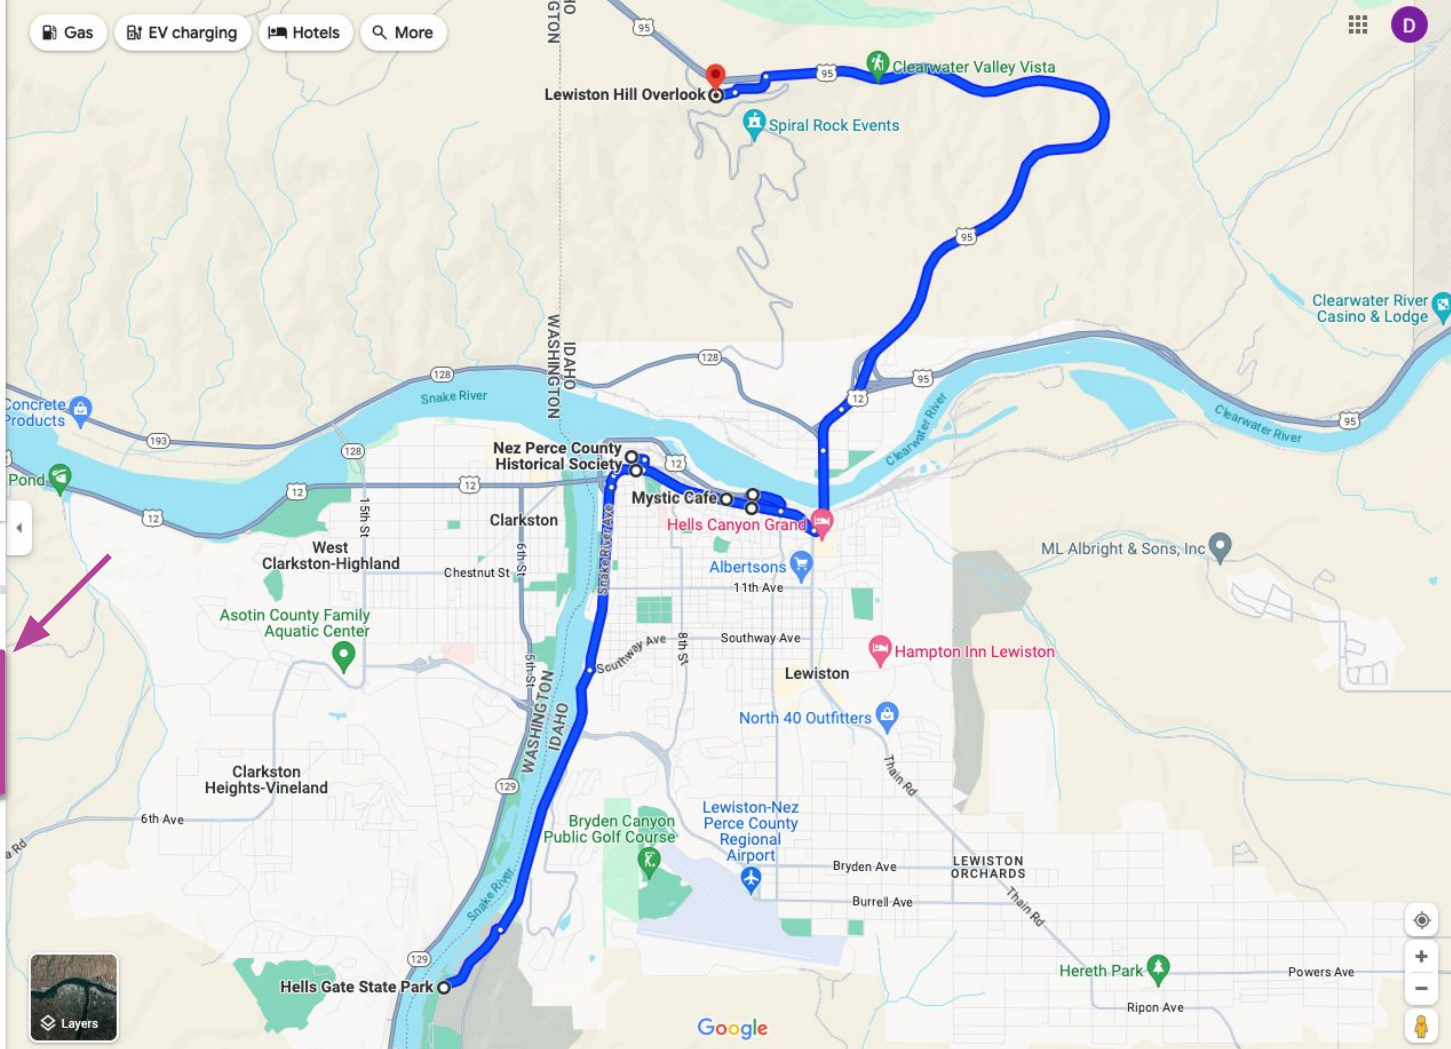 Gas
EV charging
Hotels
More
D
95
IDAHO
WASHINGTON
95
Clearwater Valley Vista
Lewiston Hill Overlook
Spiral Rock Events
95
Clearwater River
Casino & Lodge
WASHINGTON
IDAHO
128
128
95
12
Snake River
Concrete
Products
193
128
Clearwater River
Clearwater River
95
Nez Perce County
Historical Society
12
Pond
12
12
12
Mystic Cafe
Hells Canyon Grand
15th St
Clarkston
West
Clarkston-Highland
6th St
Chestnut St
Snake River Ave
Albertsons
11th Ave
ML Albright & Sons, Inc
Asotin County Family
Aquatic Center
Southway Ave
8th St
Southway Ave
Hampton Inn Lewiston
5th St
Lewiston
WASHINGTON
IDAHO
North 40 Outfitters
Clarkston
Heights-Vineland
129
Thain Rd
6th Ave
a Rd
Bryden Canyon
Public Golf Course
Lewiston-Nez
Perce County
Regional
Airport
Bryden Ave
LEWISTON
ORCHARDS
Snake River
Burrell Ave
Thain Rd
129
Hells Gate State Park
Hereth Park
Powers Ave
Ripon Ave
Layers
Google